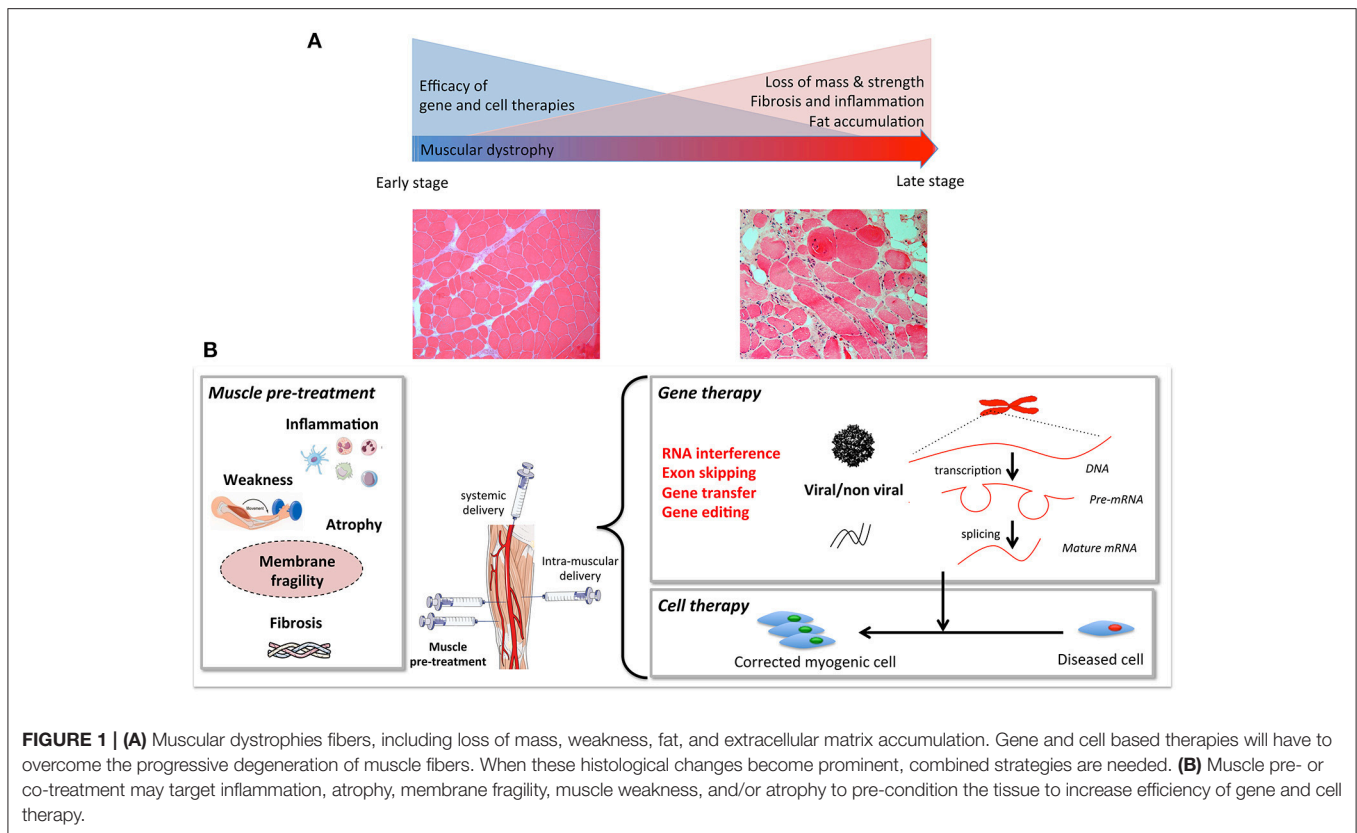 A
Efficacy of
gene and cell therapies
Loss of mass & strength
Fibrosis and inflammation
Fat accumulation
Muscular dystrophy
Early stage
Late stage
B
Muscle pre-treatment
Inflammation
Weakness
Movement
Atrophy
Membrane
fragility
Fibrosis
systemic
delivery
Intra-muscular
delivery
Muscle
pre-treatment
Gene therapy
RNA interference
Exon skipping
Gene transfer
Gene editing
Viral/non viral
transcription
DNA
Pre-mRNA
splicing
Mature mRNA
Cell therapy
Corrected myogenic cell
Diseased cell
FIGURE 1 | (A) Muscular dystrophies fibers, including loss of mass, weakness, fat, and extracellular matrix accumulation. Gene and cell based therapies will have to
overcome the progressive degeneration of muscle fibers. When these histological changes become prominent, combined strategies are needed. (B) Muscle pre- or
co-treatment may target inflammation, atrophy, membrane fragility, muscle weakness, and/or atrophy to pre-condition the tissue to increase efficiency of gene and cell
therapy.